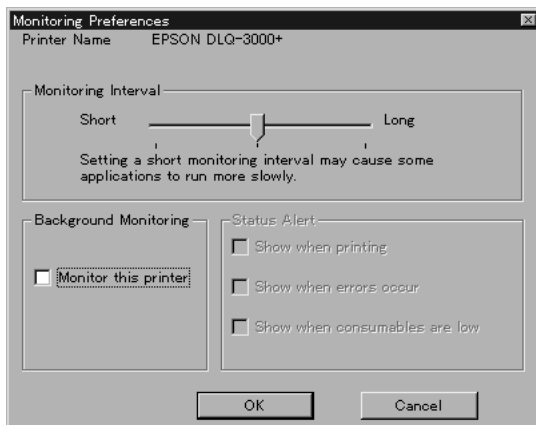 Monitoring Preferences
Printer Name EPSON DLQ-3000+
Monitoring Interval
Short Long
Setting a short monitoring interval may cause some
applications to run more slowly.
Background Monitoring
Monitor this printer
Status Alert
Show when printing
Show when errors occur
Show when consumables are low
OK Cancel